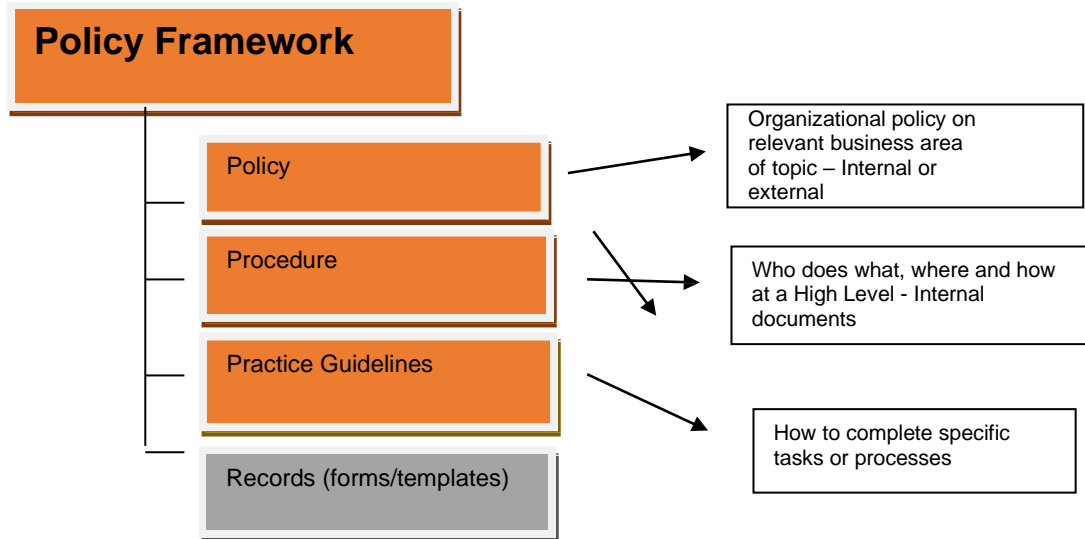 Policy Framework
Policy
Organizational policy on
relevant business area
of topic – Internal or
external
Procedure
Who does what, where and how
at a High Level - Internal
documents
Practice Guidelines
How to complete specific
tasks or processes
Records (forms/templates)